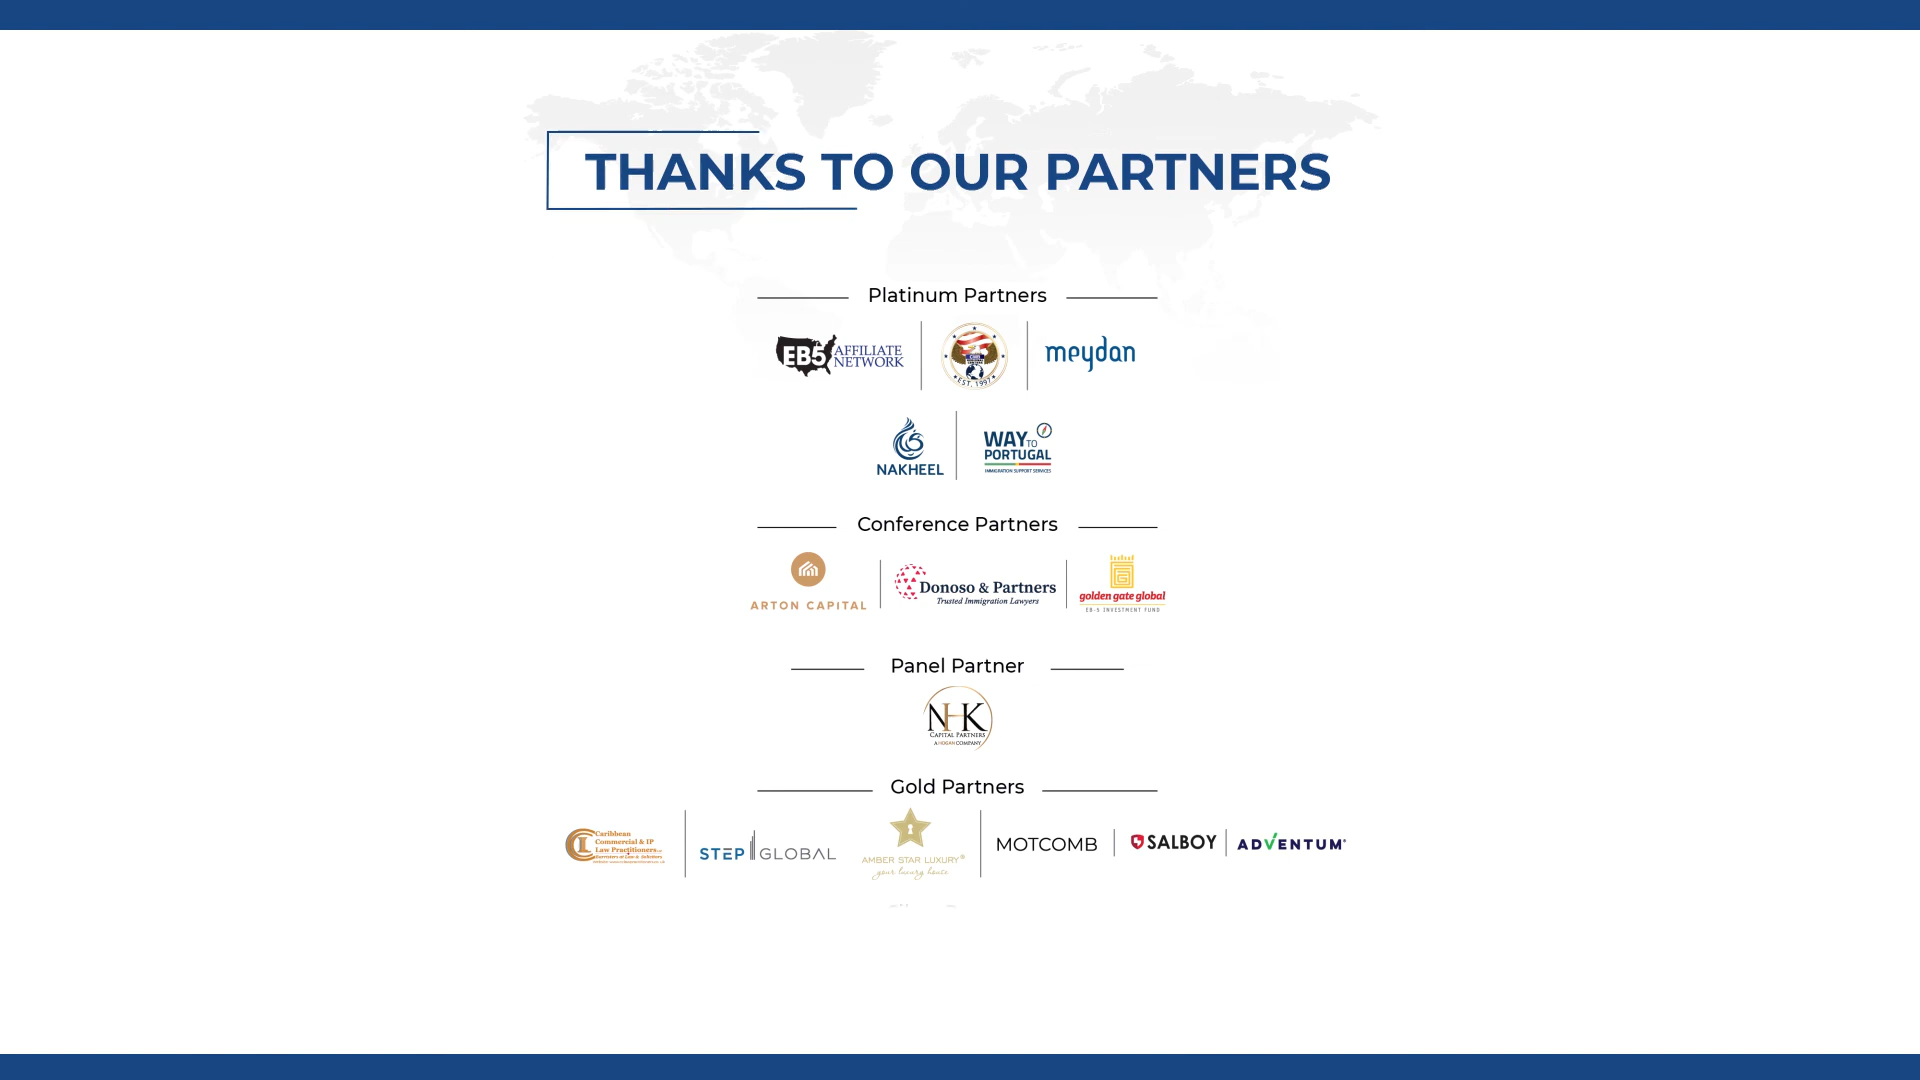 THANKS TO OUR PARTNERS
Platinum Partners
EB5 AFFILIATE NETWORK
EST. 1997
meydan
NAKHEEL
WAY TO PORTUGAL
IMMIGRATION SUPPORT SERVICES
Conference Partners
ARTON CAPITAL
Donoso & Partners
Trusted Immigration Lawyers
golden gate global
EB-5 INVESTMENT FUND
Panel Partner
NHK
CAPITAL PARTNERS
A HOGAN COMPANY
Gold Partners
Caribbean
Commercial & IP
Law Practitioners
Barristers at Law & Solicitors
STEP GLOBAL
AMBER STAR LUXURY®
your luxury house
MOTCOMB
SALBOY
ADVENTUM®